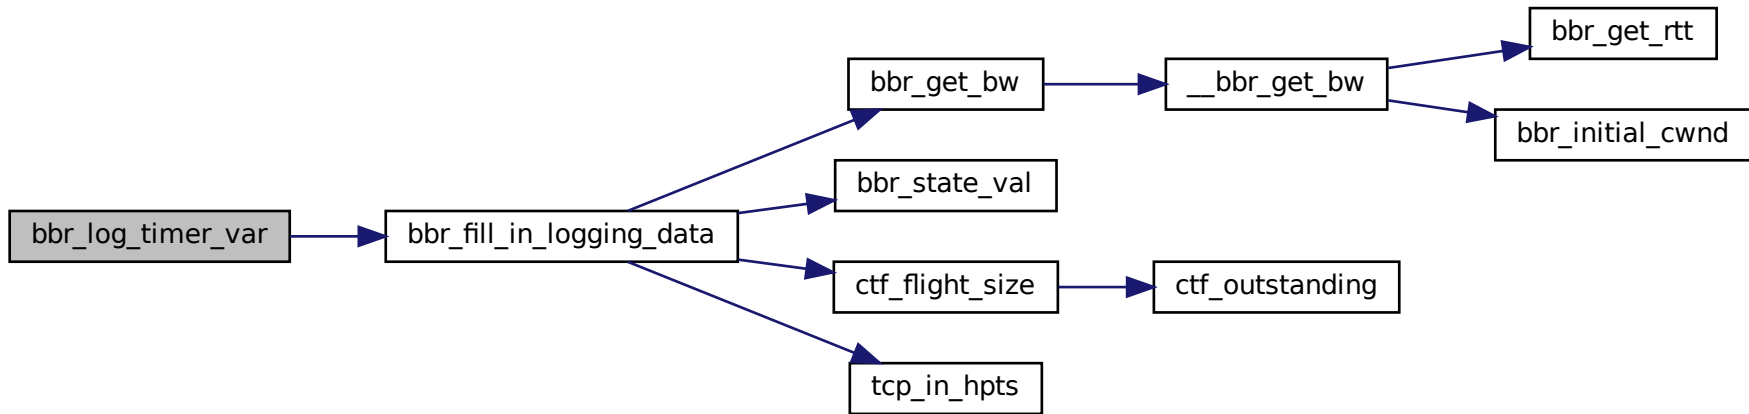 bbr_log_timer_var
bbr_fill_in_logging_data
bbr_get_bw
__bbr_get_bw
bbr_get_rtt
bbr_initial_cwnd
bbr_state_val
ctf_flight_size
ctf_outstanding
tcp_in_hpts